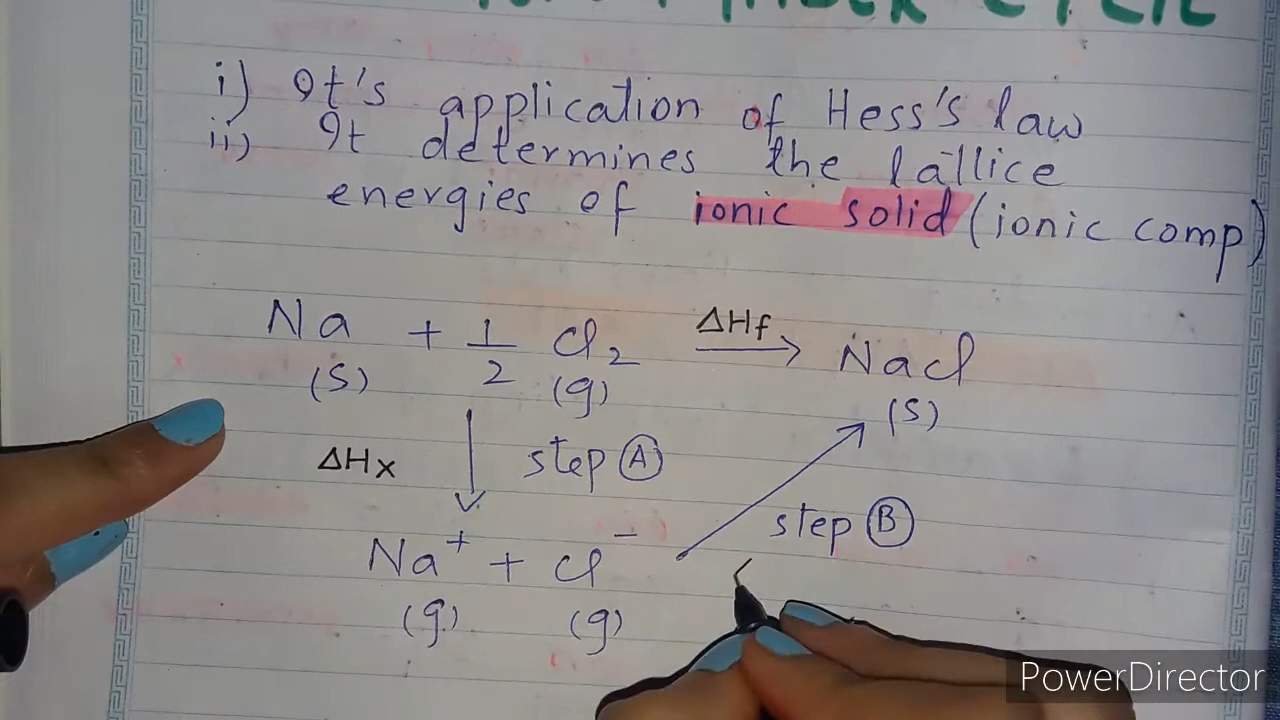 CYCLE
i) It's application of Hess's law
ii) It determines the lattice
energies of ionic solid (ionic comp)
Na + 1/2 Cl2 ΔHf → NaCl
(S) (g) (S)
ΔHx step A
step B
Na+ + Cl-
(g) (g)
PowerDirector